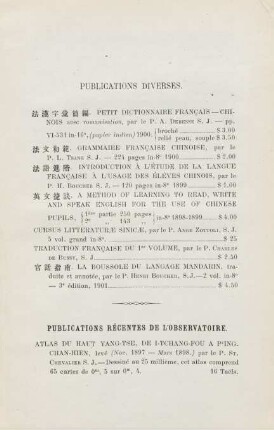 PUBLICATIONS DIVERSES.
法漢字彙簡編. PETIT DICTIONNAIRE FRANÇAIS — CHI-
NOIS avec romanisation, par le P. A. DEBESSE S. J. — pp.
VI-531 in-16°, (papier indien) 1900. broché $ 3.00
relié peau, souple $ 3.50
法文初範. GRAMMAIRE FRANÇAISE CHINOISE, par le
P. L. TSANG S. J. — 224 pages in-8° 1900 $ 2.00
法語進階. INTRODUCTION À L'ÉTUDE DE LA LANGUE
FRANÇAISE À L'USAGE DES ÉLÈVES CHINOIS, par le
P. H. BOUCHER S. J. — 120 pages in-8° 1899 $ 1.00
英文捷訣. A METHOD OF LEARNING TO READ, WRITE
AND SPEAK ENGLISH FOR THE USE OF CHINESE
PUPILS, 1ère partie 250 pages
2e „ 143 „ in-8° 1898-1899 $ 4.00
CURSUS LITTERATURÆ SINICÆ, par le P. ANGE ZOTTOLI, S.J.
5 vol. grand in-8°. $ 25
TRADUCTION FRANÇAISE DU 1er VOLUME, par le P. CHARLES
DE BUSSY, S. J. $ 2.50
官話指南. LA BOUSSOLE DU LANGAGE MANDARIN, tra-
duite et annotée, par le P. HENRI BOUCHER, S.J.—2 vol. in-8°
— 3e édition, 1901 $ 4.50
PUBLICATIONS RÉCENTES DE L'OBSERVATOIRE.
ATLAS DU HAUT YANG-TSE, DE I-TCHANG-FOU A P'ING-
CHAN-HIEN, levé (Nov. 1897 — Mars 1898.) par le P. ST.
CHEVALIER S. J.—Dessiné au 25 millième, cet atlas comprend
65 cartes de 0m, 3 sur 0m, 5. 16 Taels.